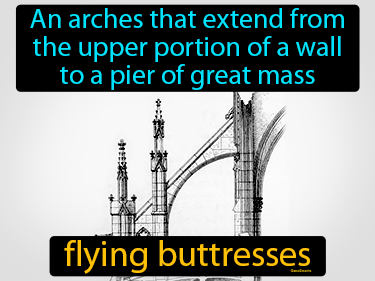 An arches that extend from
the upper portion of a wall
to a pier of great mass
flying buttresses